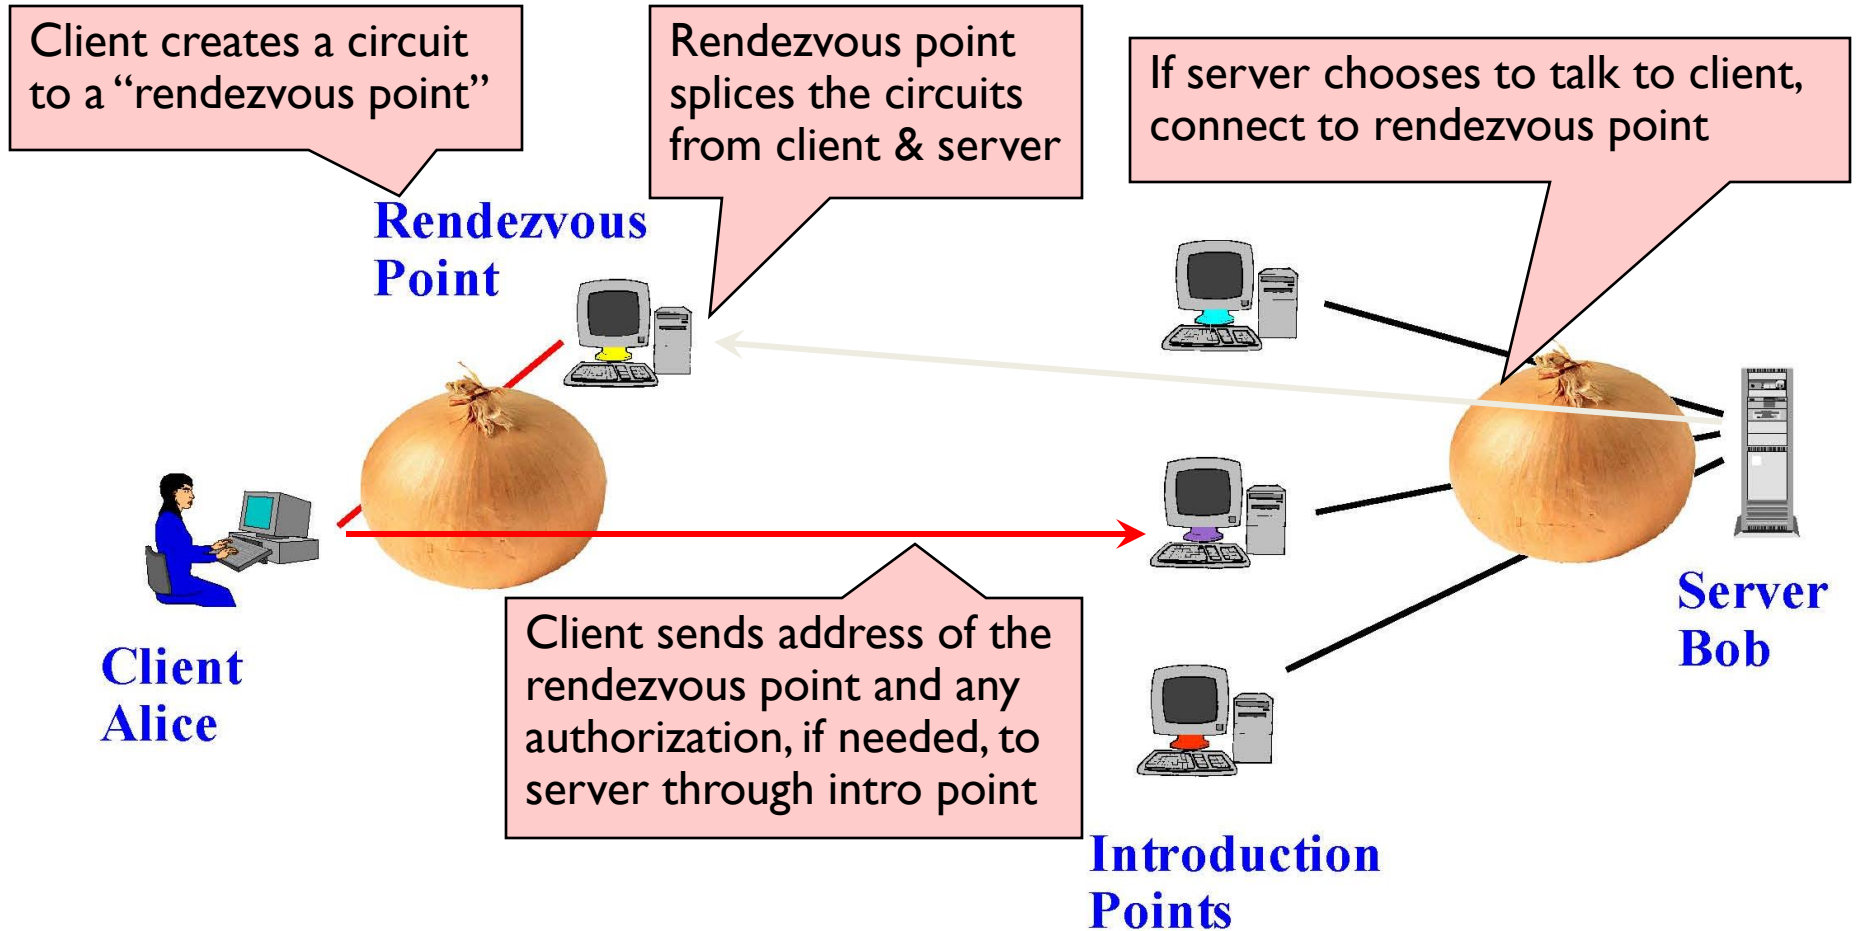 Client creates a circuit
to a “rendezvous point”
Rendezvous point
splices the circuits
from client & server
If server chooses to talk to client,
connect to rendezvous point
Rendezvous
Point
Client sends address of the
rendezvous point and any
authorization, if needed, to
server through intro point
Client
Alice
Server
Bob
Introduction
Points